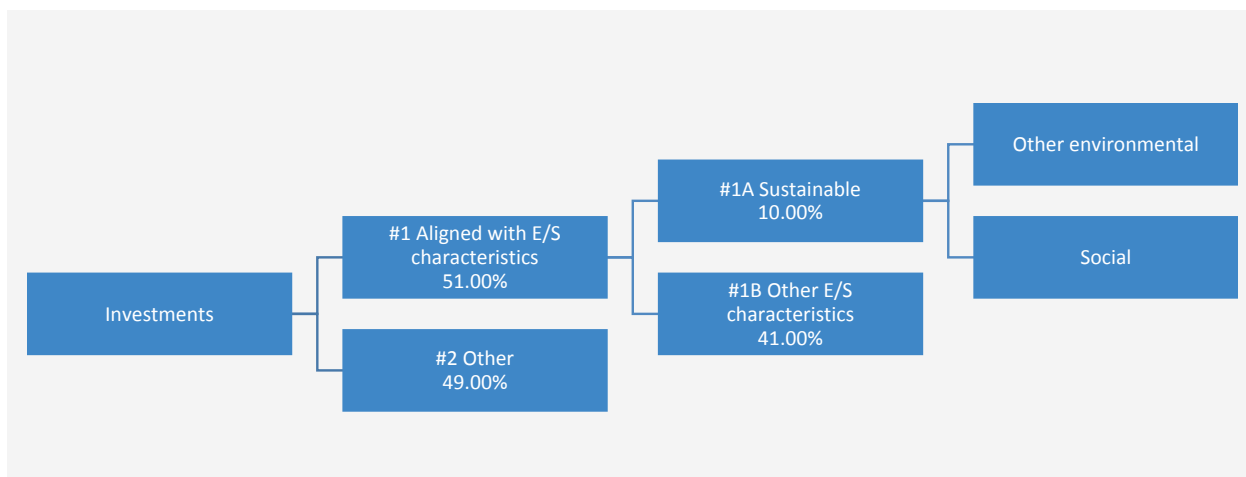 Investments
#1 Aligned with E/S
characteristics
51.00%
#2 Other
49.00%
#1A Sustainable
10.00%
#1B Other E/S
characteristics
41.00%
Other environmental
Social